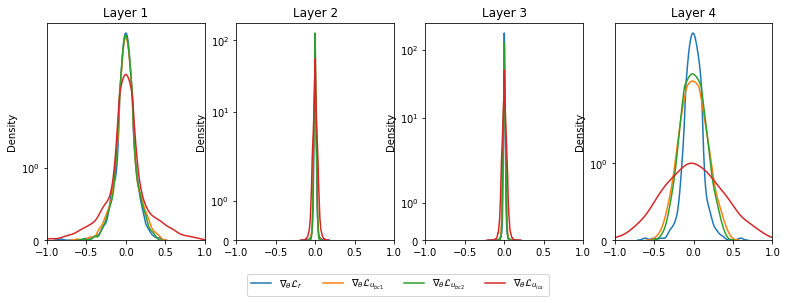 Layer 1 Layer 2 Layer 3 Layer 4
Density Density Density Density
10² 10²
10¹ 10¹
10⁰ 10⁰ 10⁰ 10⁰
0 0 0 0
−1.0 −0.5 0.0 0.5 1.0 −1.0 −0.5 0.0 0.5 1.0 −1.0 −0.5 0.0 0.5 1.0 −1.0 −0.5 0.0 0.5 1.0
∇θℒr ∇θℒu_bc1 ∇θℒu_bc2 ∇θℒu_ics